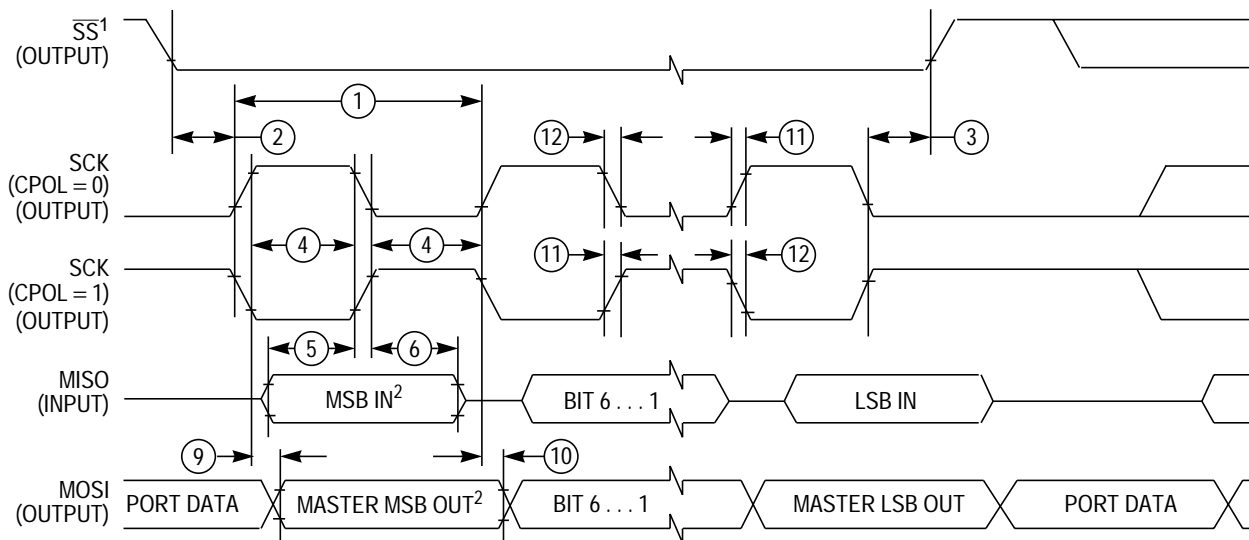 SS¹
(OUTPUT)
1
2
12
11
3
SCK
(CPOL = 0)
(OUTPUT)
4
4
SCK
(CPOL = 1)
(OUTPUT)
11
12
5
6
MISO
(INPUT)
MSB IN²
BIT 6 . . . 1
LSB IN
9
10
MOSI
(OUTPUT)
PORT DATA
MASTER MSB OUT²
BIT 6 . . . 1
MASTER LSB OUT
PORT DATA